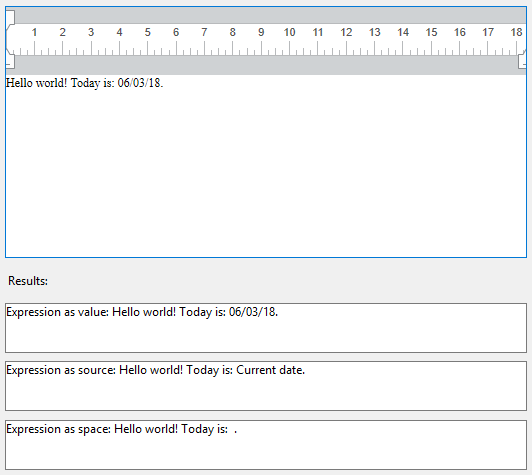 1 2 3 4 5 6 7 8 9 10 11 12 13 14 15 16 17 18
Hello world! Today is: 06/03/18.
Results:
Expression as value: Hello world! Today is: 06/03/18.
Expression as source: Hello world! Today is: Current date.
Expression as space: Hello world! Today is:  .